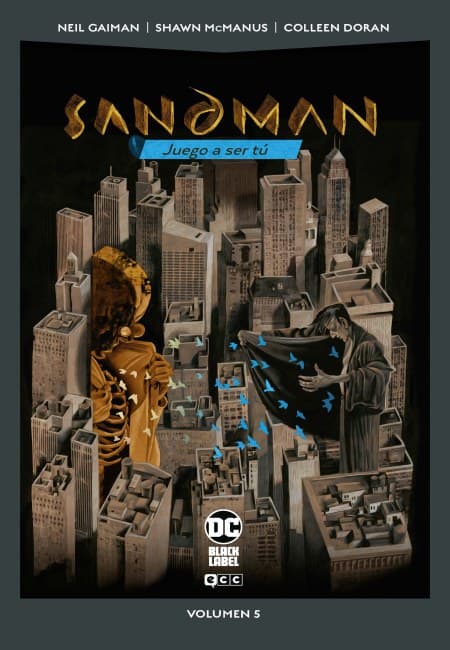 NEIL GAIMAN | SHAWN McMANUS | COLLEEN DORAN
SANDMAN
Juego a ser tú
DC
BLACK
LABEL
ecc
VOLUMEN 5